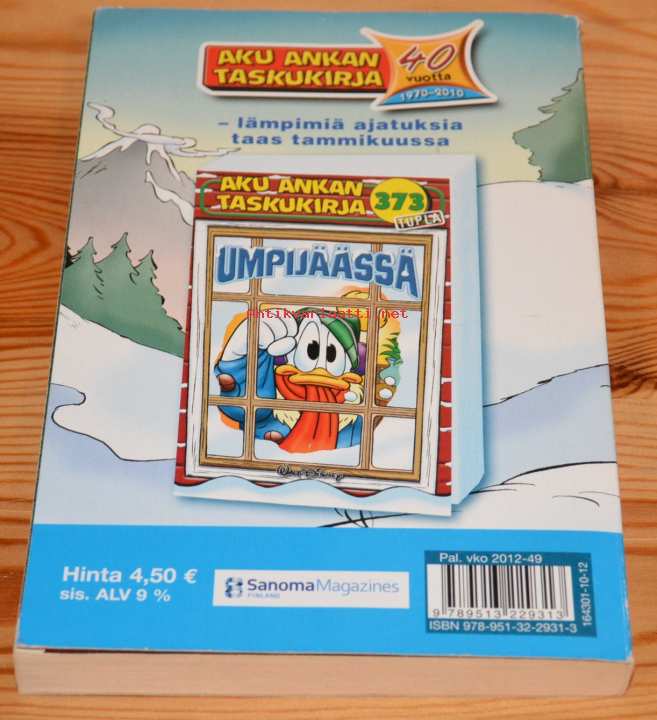 AKU ANKAN
TASKUKIRJA
40
vuotta
1970-2010
– lämpimiä ajatuksia
taas tammikuussa
AKU ANKAN
TASKUKIRJA
373
TUPLA
UMPIJÄÄSSÄ
Antikvariaatti.net
Walt Disney
Hinta 4,50 €
sis. ALV 9 %
SanomaMagazines
FINLAND
Pal. vko 2012-49
9 789513 229313
ISBN 978-951-32-2931-3
164301-10-12